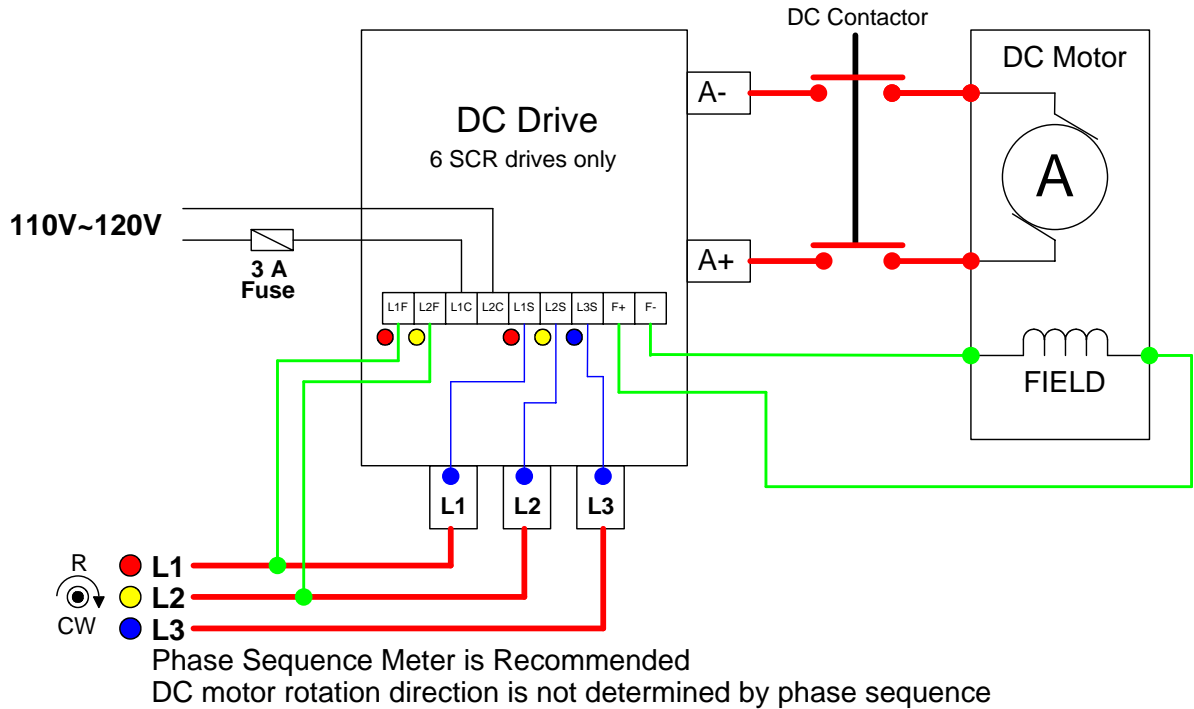 DC Contactor
DC Motor
A-
DC Drive
6 SCR drives only
A
110V~120V
A+
3 A
Fuse
L1F L2F L1C L2C L1S L2S L3S F+ F-
FIELD
L1 L2 L3
R
L1
L2
CW
L3
Phase Sequence Meter is Recommended
DC motor rotation direction is not determined by phase sequence